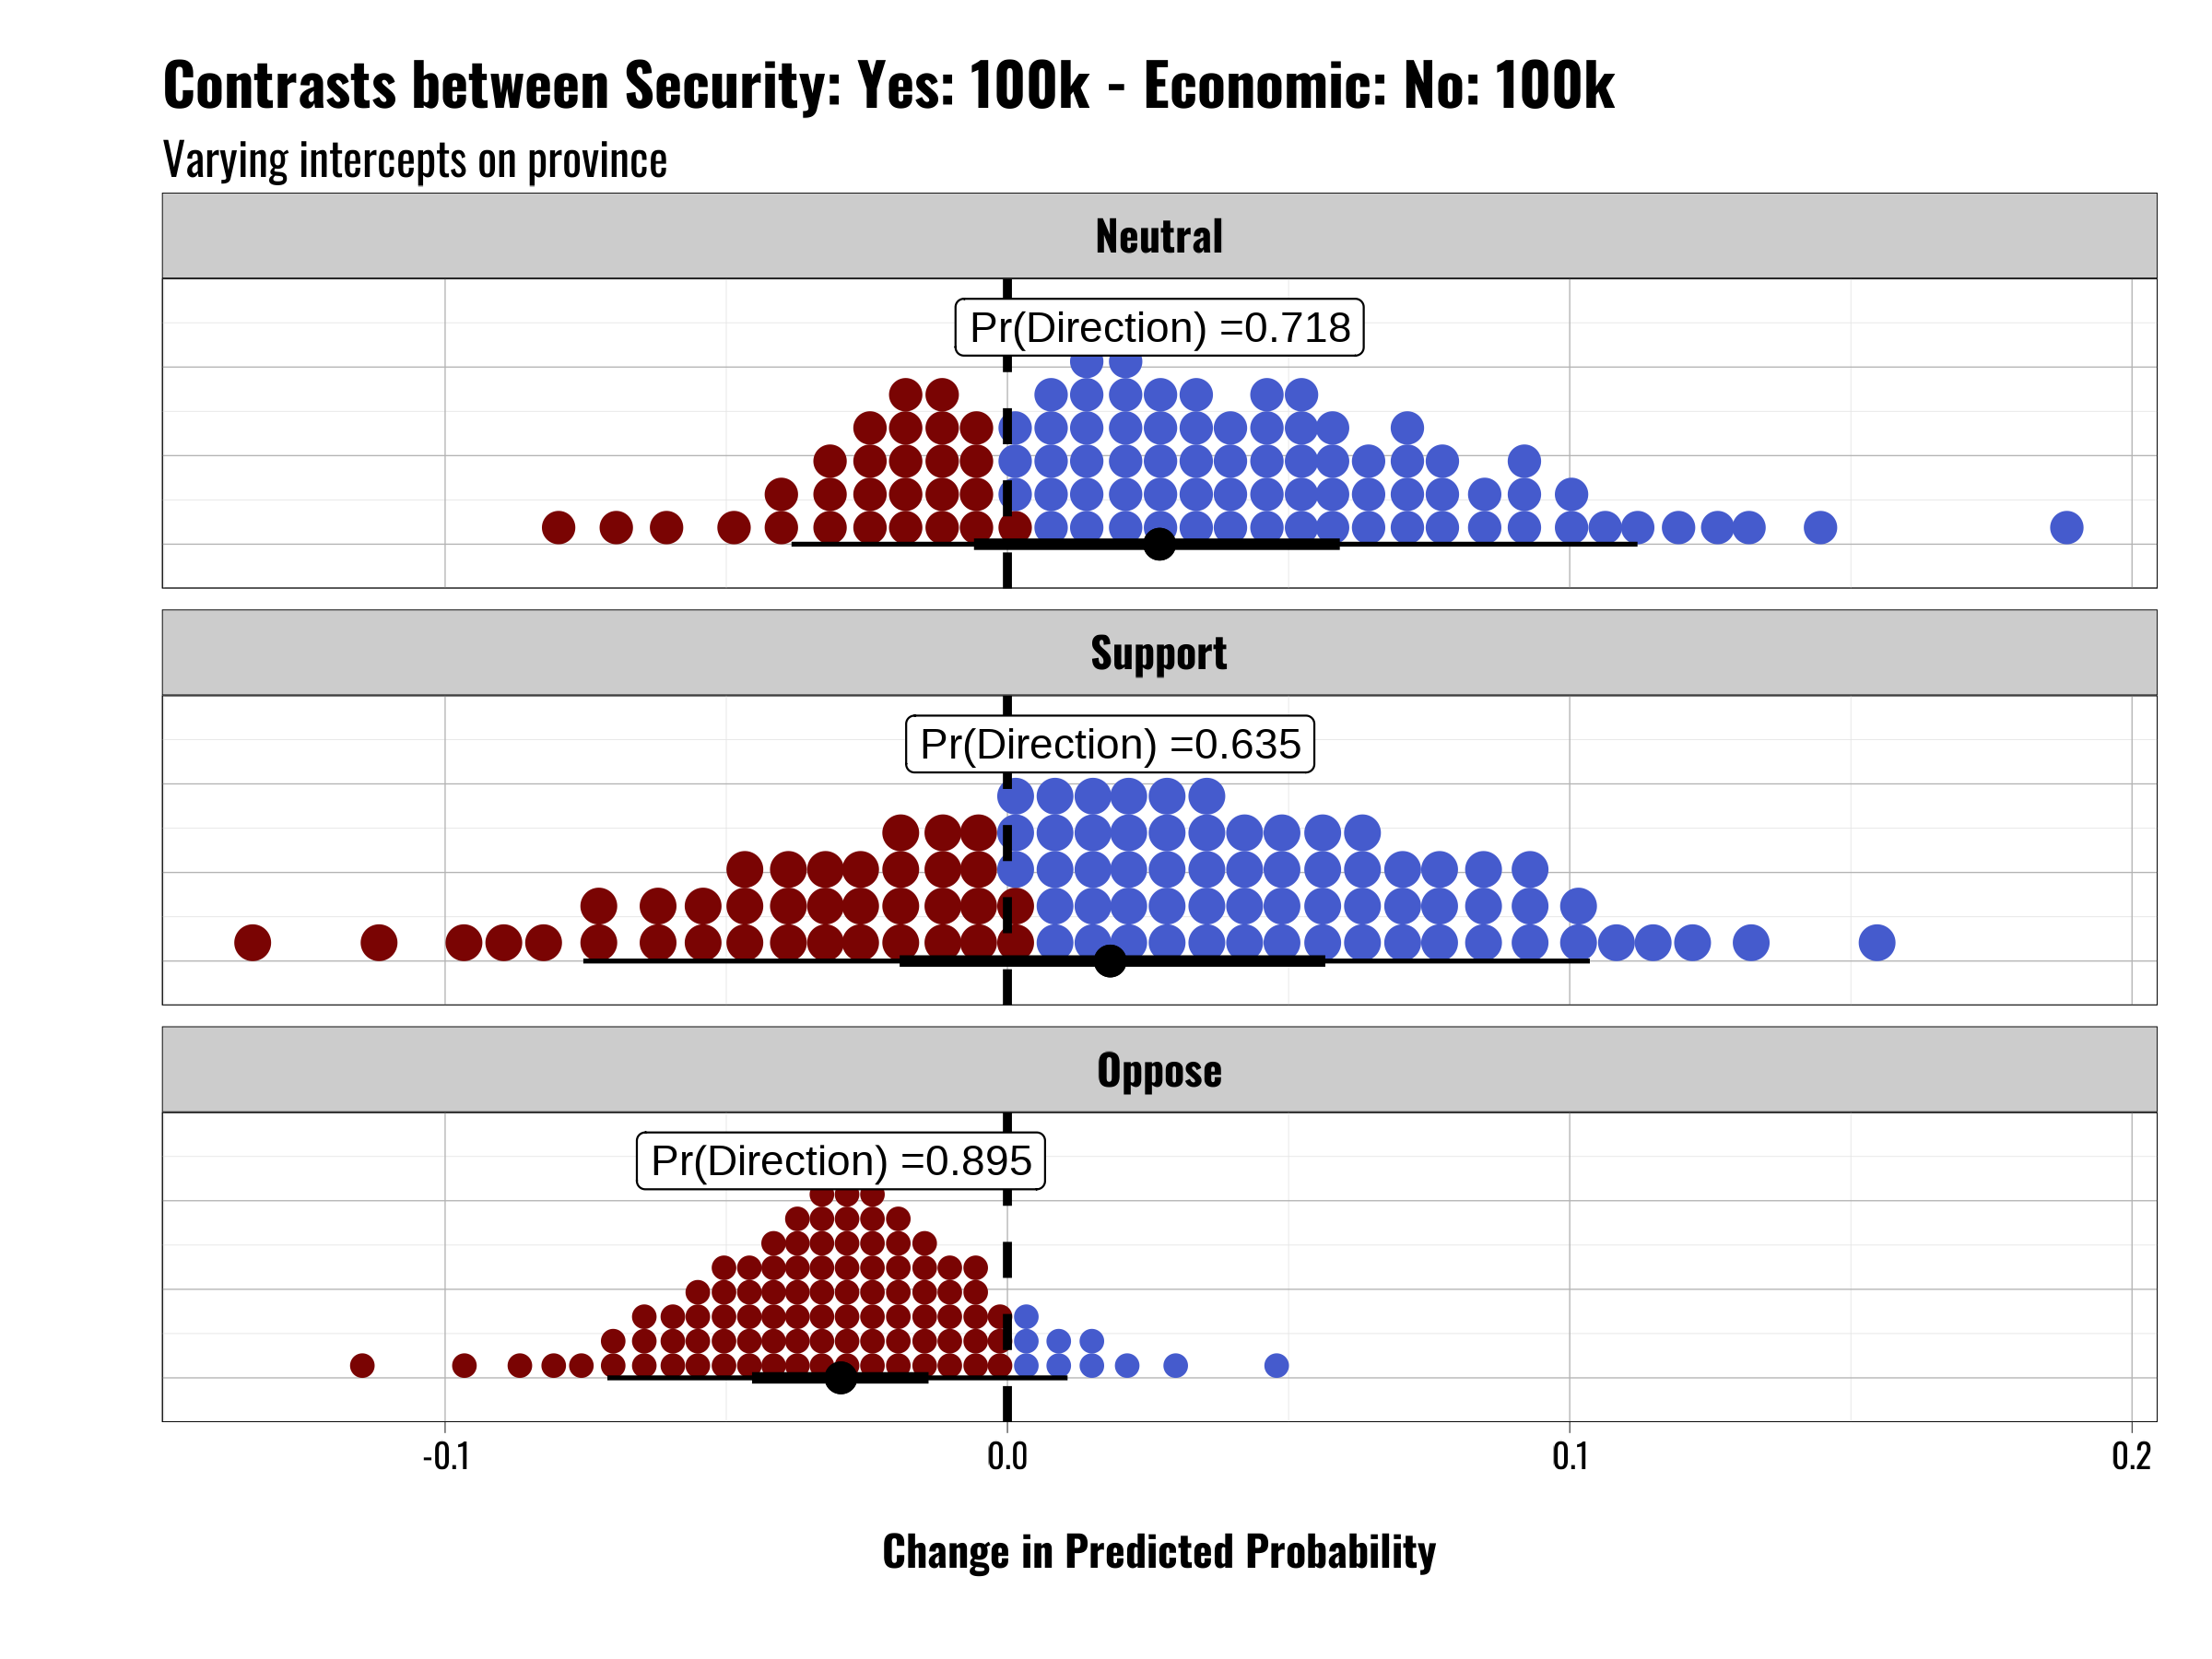 Contrasts between Security: Yes: 100k - Economic: No: 100k
Varying intercepts on province
Neutral
Pr(Direction) =0.718
Support
Pr(Direction) =0.635
Oppose
Pr(Direction) =0.895
-0.1 0.0 0.1 0.2
Change in Predicted Probability